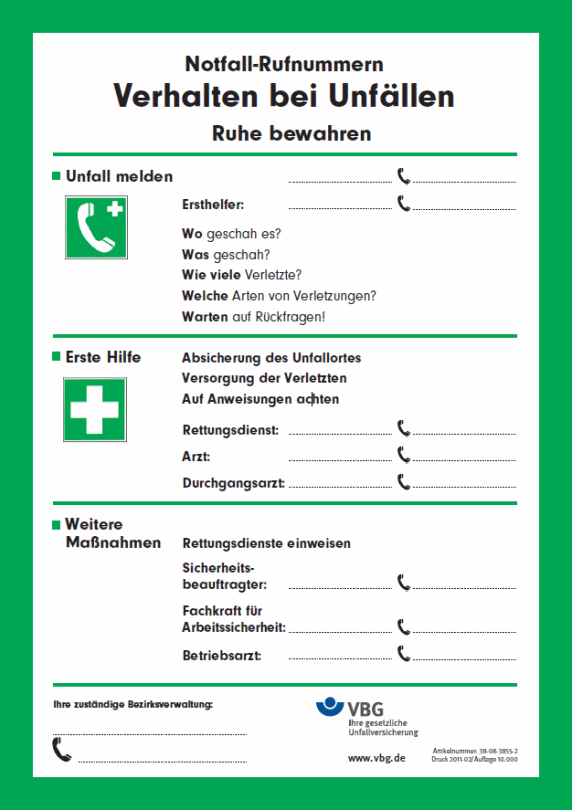 Notfall-Rufnummern
Verhalten bei Unfällen
Ruhe bewahren
Unfall melden
Ersthelfer:
Wo geschah es?
Was geschah?
Wie viele Verletzte?
Welche Arten von Verletzungen?
Warten auf Rückfragen!
Erste Hilfe
Absicherung des Unfallortes
Versorgung der Verletzten
Auf Anweisungen achten
Rettungsdienst:
Arzt:
Durchgangsarzt:
Weitere
Maßnahmen
Rettungsdienste einweisen
Sicherheits-
beauftragter:
Fachkraft für
Arbeitssicherheit:
Betriebsarzt:
Ihre zuständige Bezirksverwaltung:
VBG
Ihre gesetzliche
Unfallversicherung
www.vbg.de
Artikelnummer: 38-08-3855-2
Druck 2011-02/Auflage 10.000